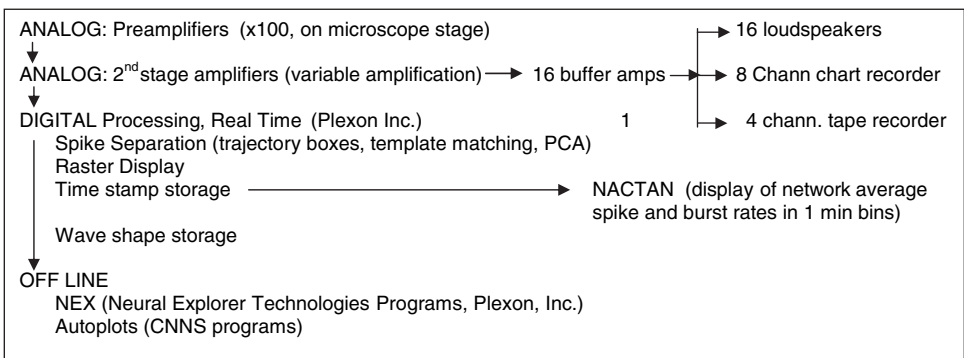 ANALOG: Preamplifiers (x100, on microscope stage)
16 loudspeakers
ANALOG: 2nd stage amplifiers (variable amplification)
16 buffer amps
8 Chann chart recorder
DIGITAL Processing, Real Time (Plexon Inc.)
1
4 chann. tape recorder
Spike Separation (trajectory boxes, template matching, PCA)
Raster Display
Time stamp storage
NACTAN (display of network average
spike and burst rates in 1 min bins)
Wave shape storage
OFF LINE
NEX (Neural Explorer Technologies Programs, Plexon, Inc.)
Autoplots (CNNS programs)